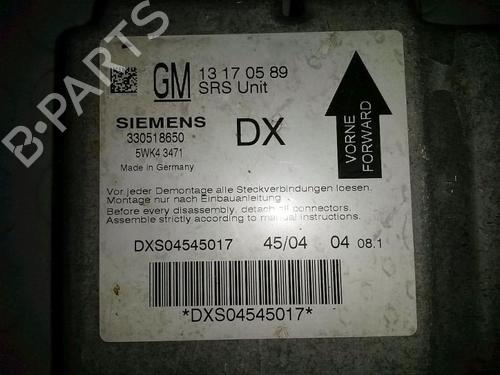 GM 13 17 05 89
SRS Unit
SIEMENS
330518650
5WK4 3471
Made in Germany
DX
VORNE
FORWARD
Vor jeder Demontage alle Steckverbindungen loesen.
Montage nur nach Einbauanleitung
Before every disassembly, detach all connectors.
Assemble strictly according to manual instructions.
DXS04545017 45/04 04 08.1
*DXS04545017*
B-PARTS